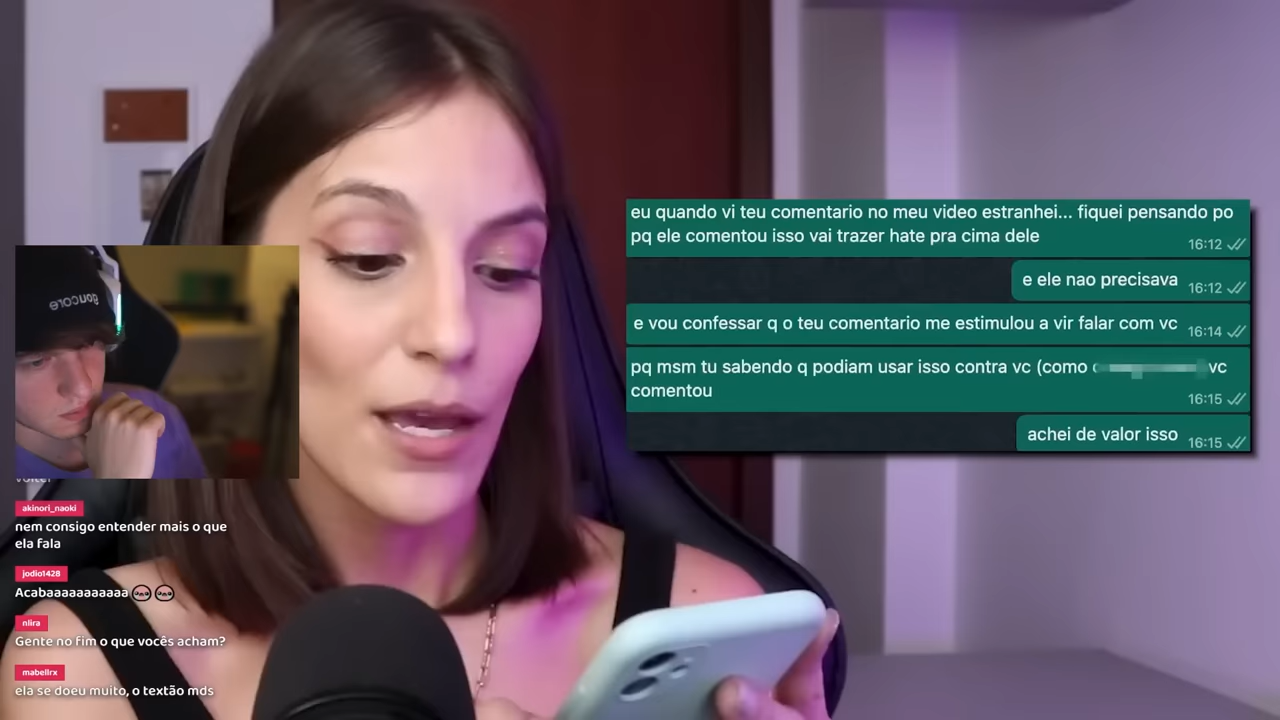 eu quando vi teu comentario no meu video estranhei... fiquei pensando po
pq ele comentou isso vai trazer hate pra cima dele
16:12
e ele nao precisava
16:12
e vou confessar q o teu comentario me estimulou a vir falar com vc
16:14
pq msm tu sabendo q podiam usar isso contra vc (como
vc
comentou
16:15
achei de valor isso
16:15
goncore
akinori_naoki
nem consigo entender mais o que
ela fala
jodio1428
Acabaaaaaaaaaaa
nlira
Gente no fim o que vocês acham?
mabellrx
ela se doeu muito, o textão mds